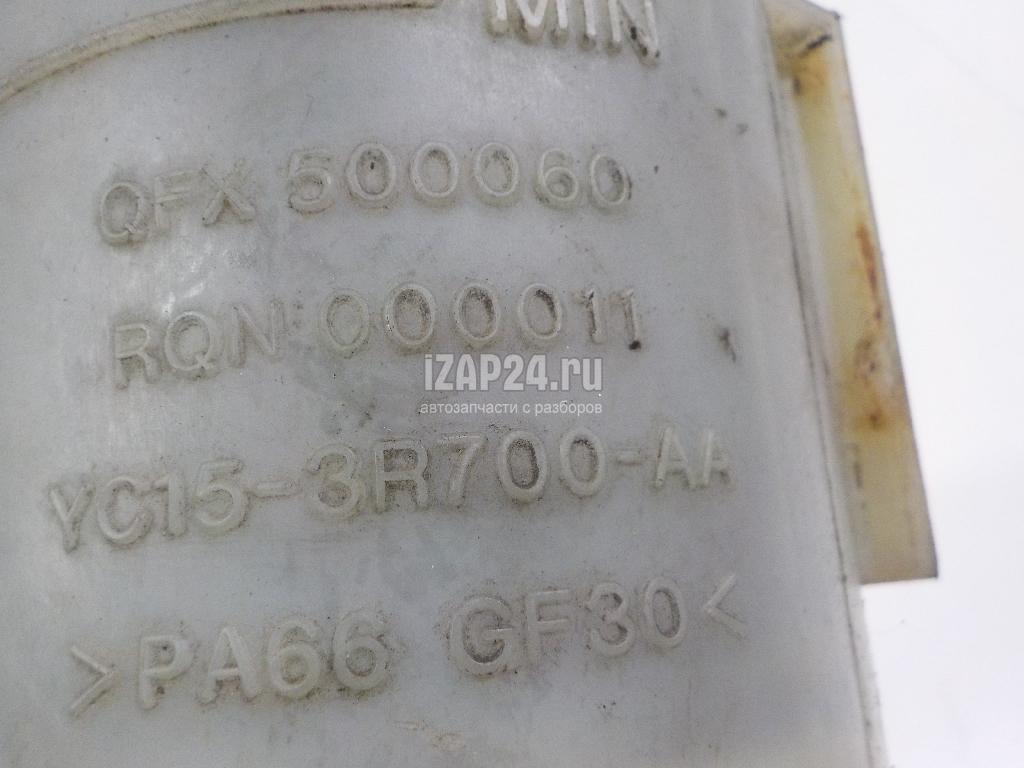 MIN
QFX 500060
RQN 000011
iZAP24.ru
автозапчасти с разборов
YC15-3R700-AA
>PA66 GF30<